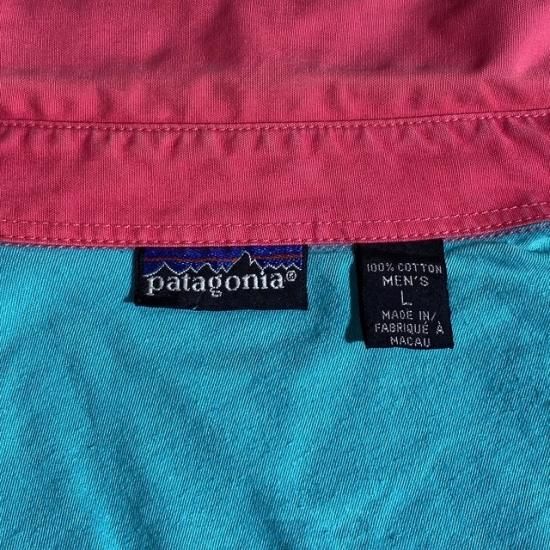 patagonia®
100% COTTON
MEN'S
L
MADE IN/
FABRIQUÉ À
MACAU